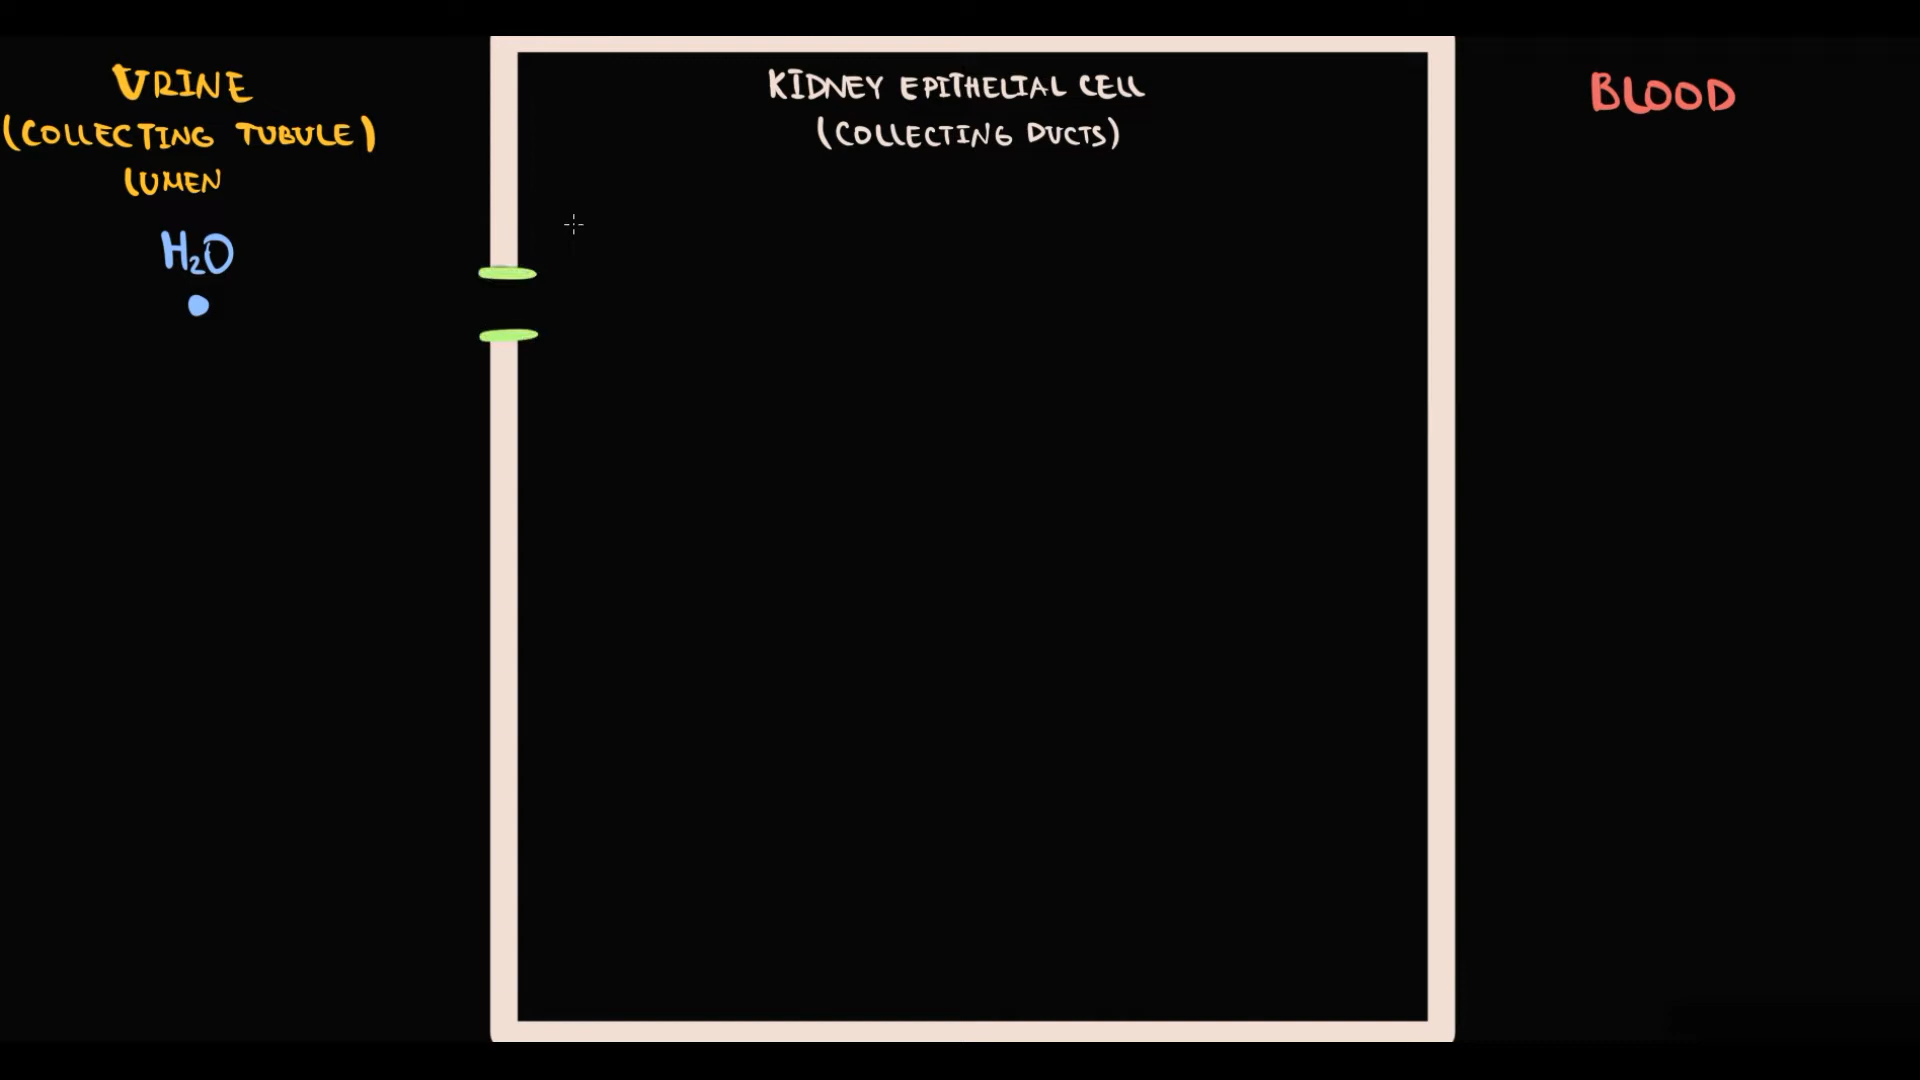 URINE
(COLLECTING TUBULE)
LUMEN
H₂O
KIDNEY EPITHELIAL CELL
(COLLECTING DUCTS)
BLOOD